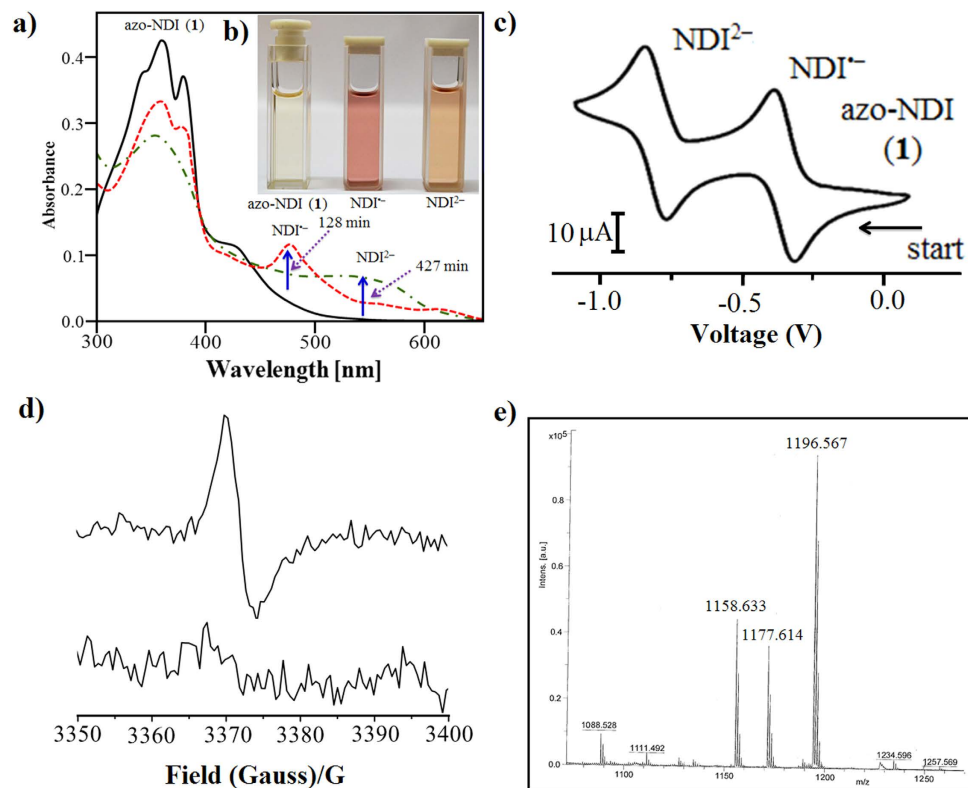 a)
azo-NDI (1)
b)
0.4
0.3
0.2
0.1
0.0
Absorbance
azo-NDI (1)
NDI•−
NDI2−
NDI•−
128 min
NDI2−
427 min
300
400
500
600
Wavelength [nm]
c)
NDI2−
NDI•−
azo-NDI
(1)
10 μA
start
-1.0
-0.5
0.0
Voltage (V)
d)
3350
3360
3370
3380
3390
3400
Field (Gauss)/G
e)
x10⁵
Intens. [a.u.]
0.8
0.6
0.4
0.2
0.0
1196.567
1158.633
1177.614
1088.528
1111.492
1234.596
1257.569
1100
1150
1200
1250
m/z